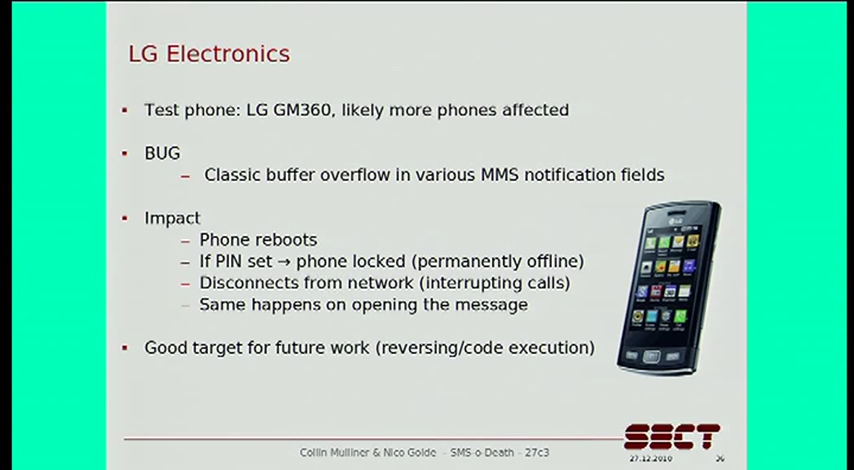 LG Electronics
Test phone: LG GM360, likely more phones affected
BUG
– Classic buffer overflow in various MMS notification fields
Impact
– Phone reboots
– If PIN set → phone locked (permanently offline)
– Disconnects from network (interrupting calls)
– Same happens on opening the message
Good target for future work (reversing/code execution)
LG
SECT
Collin Mulliner & Nico Golde - SMS-o-Death - 27c3
27.12.2010
36